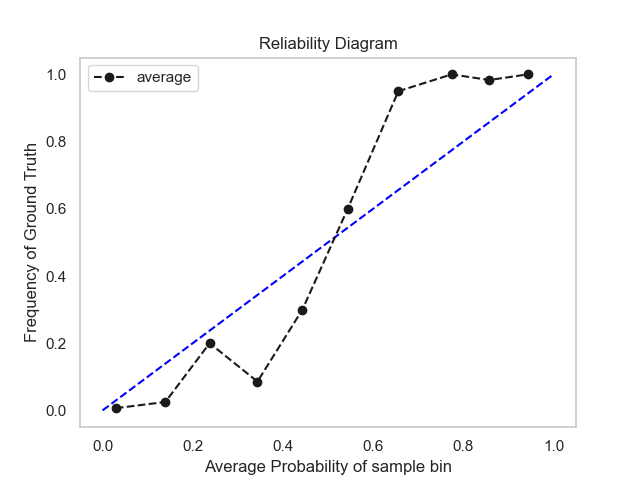 Reliability Diagram
average
Frequency of Ground Truth
1.0
0.8
0.6
0.4
0.2
0.0
0.0 0.2 0.4 0.6 0.8 1.0
Average Probability of sample bin